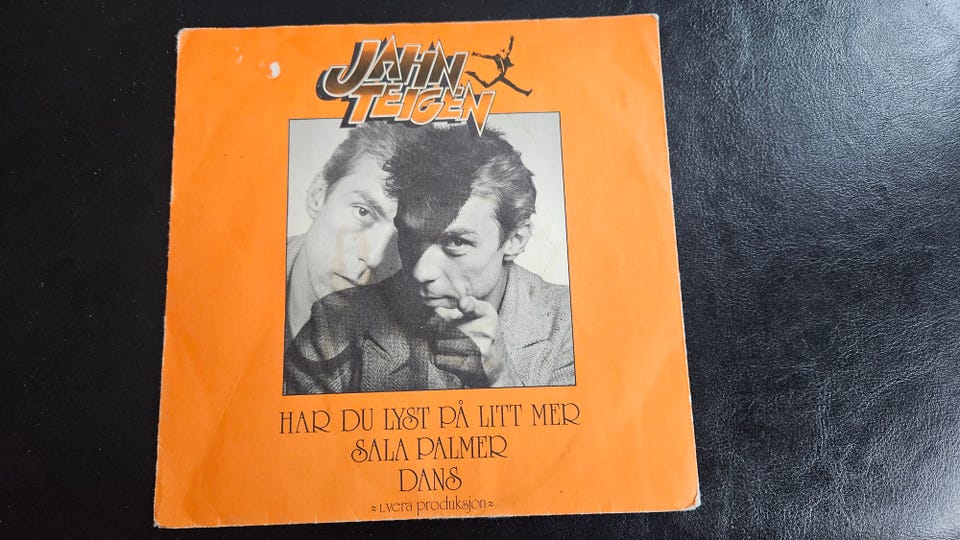 JAHN
TEIGEN
HAR DU LYST PÅ LITT MER
SALA PALMER
DANS
≈ 1.vera produksjon ≈